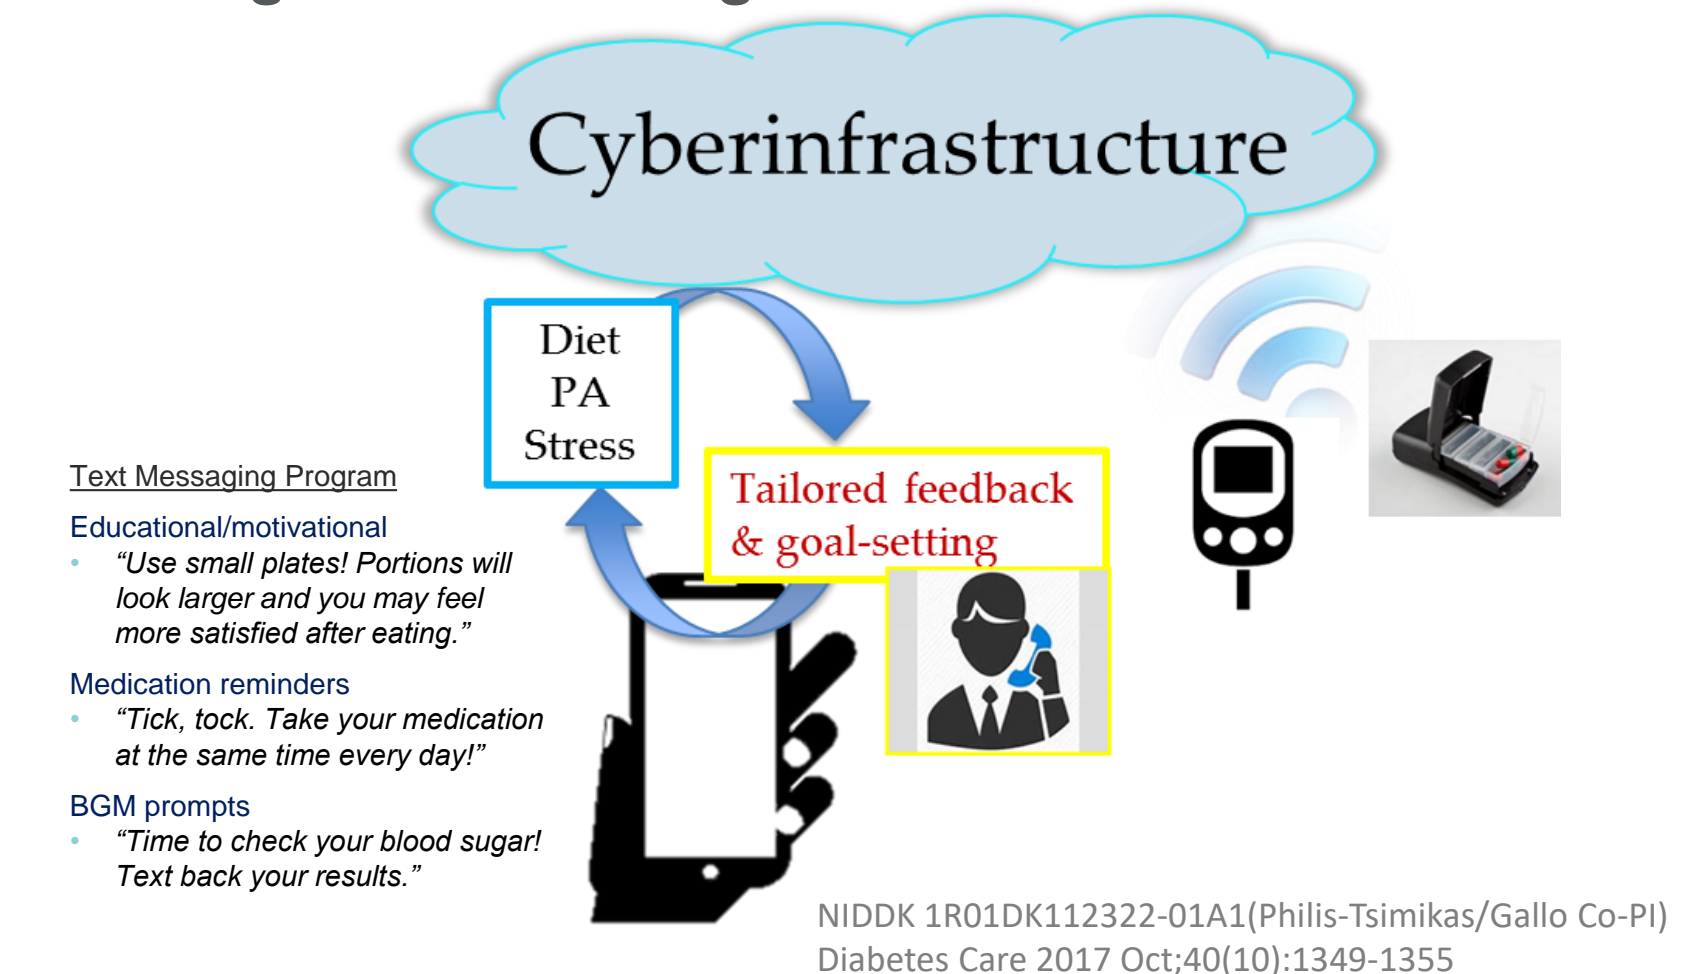 Cyberinfrastructure
Diet
PA
Stress
Tailored feedback
& goal-setting
Text Messaging Program
Educational/motivational
• “Use small plates! Portions will
look larger and you may feel
more satisfied after eating.”
Medication reminders
• “Tick, tock. Take your medication
at the same time every day!”
BGM prompts
• “Time to check your blood sugar!
Text back your results.”
NIDDK 1R01DK112322-01A1(Philis-Tsimikas/Gallo Co-PI)
Diabetes Care 2017 Oct;40(10):1349-1355